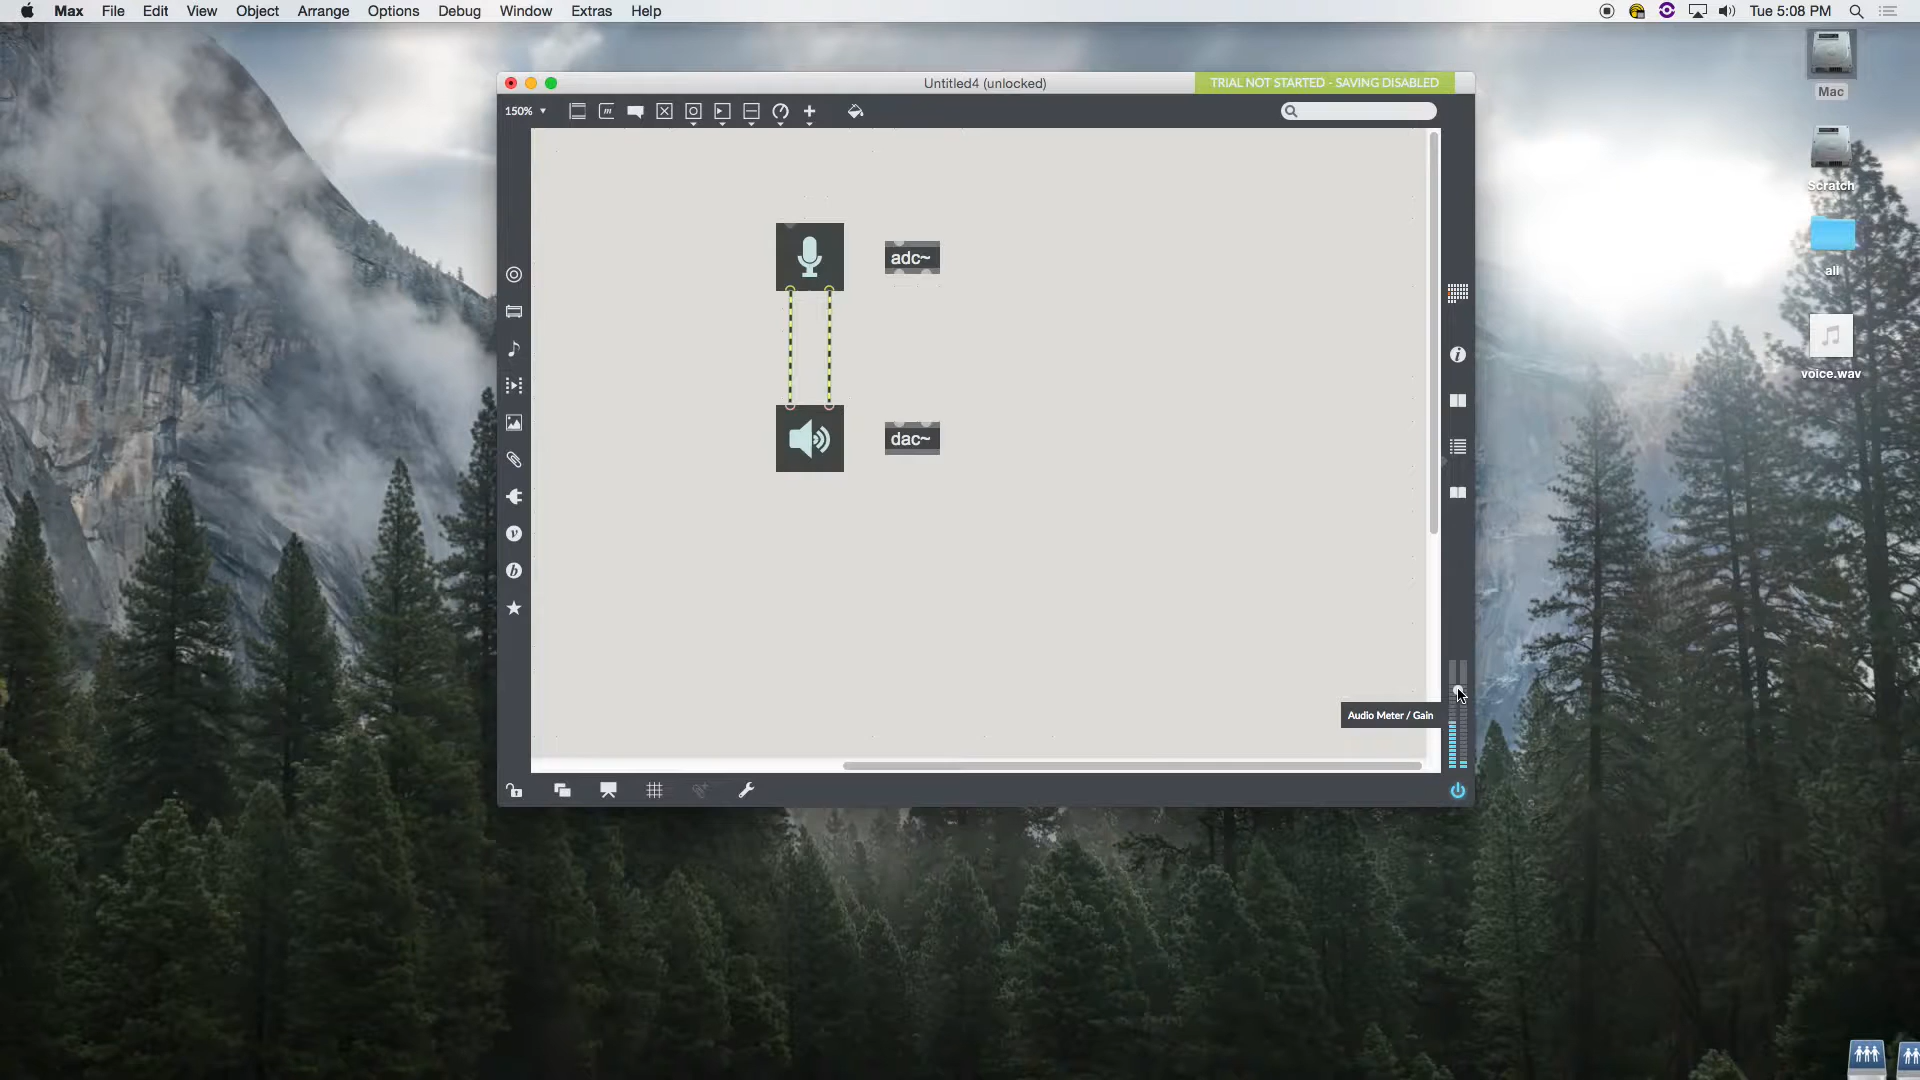 Max File Edit View Object Arrange Options Debug Window Extras Help
Tue 5:08 PM
Untitled4 (unlocked)
TRIAL NOT STARTED - SAVING DISABLED
150%
adc~
dac~
Audio Meter / Gain
Mac
Scratch
all
voice.wav